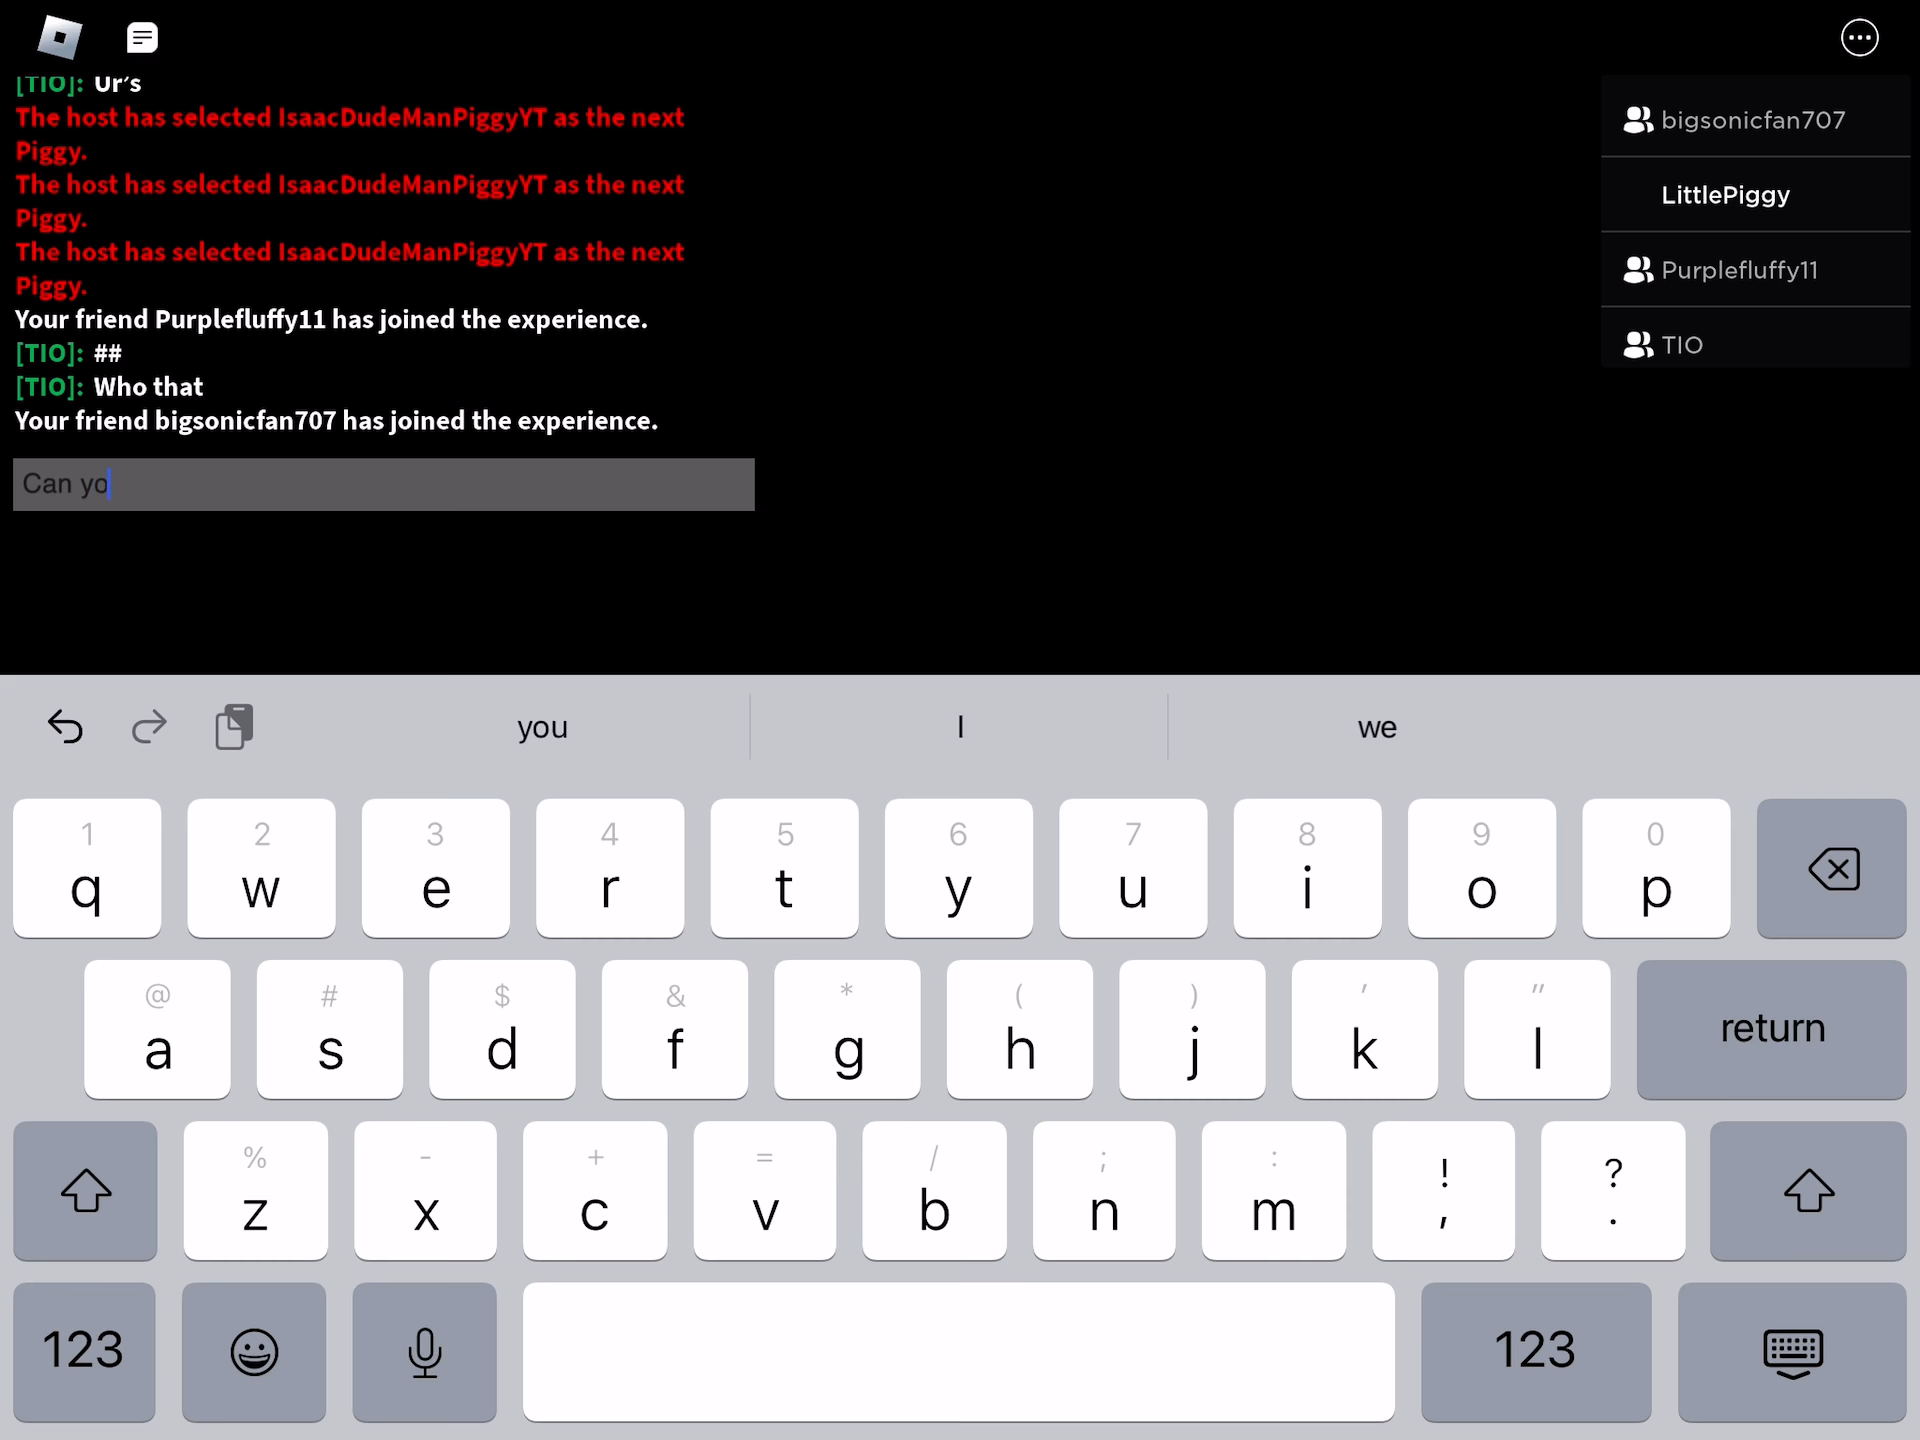 [TIO]: Ur's
The host has selected IsaacDudeManPiggyYT as the next
Piggy.
The host has selected IsaacDudeManPiggyYT as the next
Piggy.
The host has selected IsaacDudeManPiggyYT as the next
Piggy.
Your friend Purplefluffy11 has joined the experience.
[TIO]: ##
[TIO]: Who that
Your friend bigsonicfan707 has joined the experience.
Can yo
bigsonicfan707
LittlePiggy
Purplefluffy11
TIO
you I we
1 2 3 4 5 6 7 8 9 0
q w e r t y u i o p
@ # $ & * ( ) ' "
a s d f g h j k l return
% - + = / ; : ! ?
z x c v b n m , .
123 123